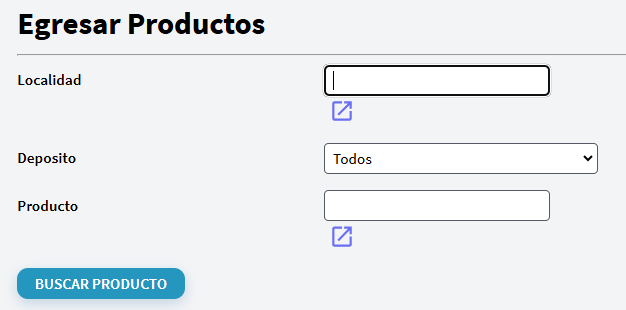 Egresar Productos
Localidad
Deposito
Todos
Producto
BUSCAR PRODUCTO